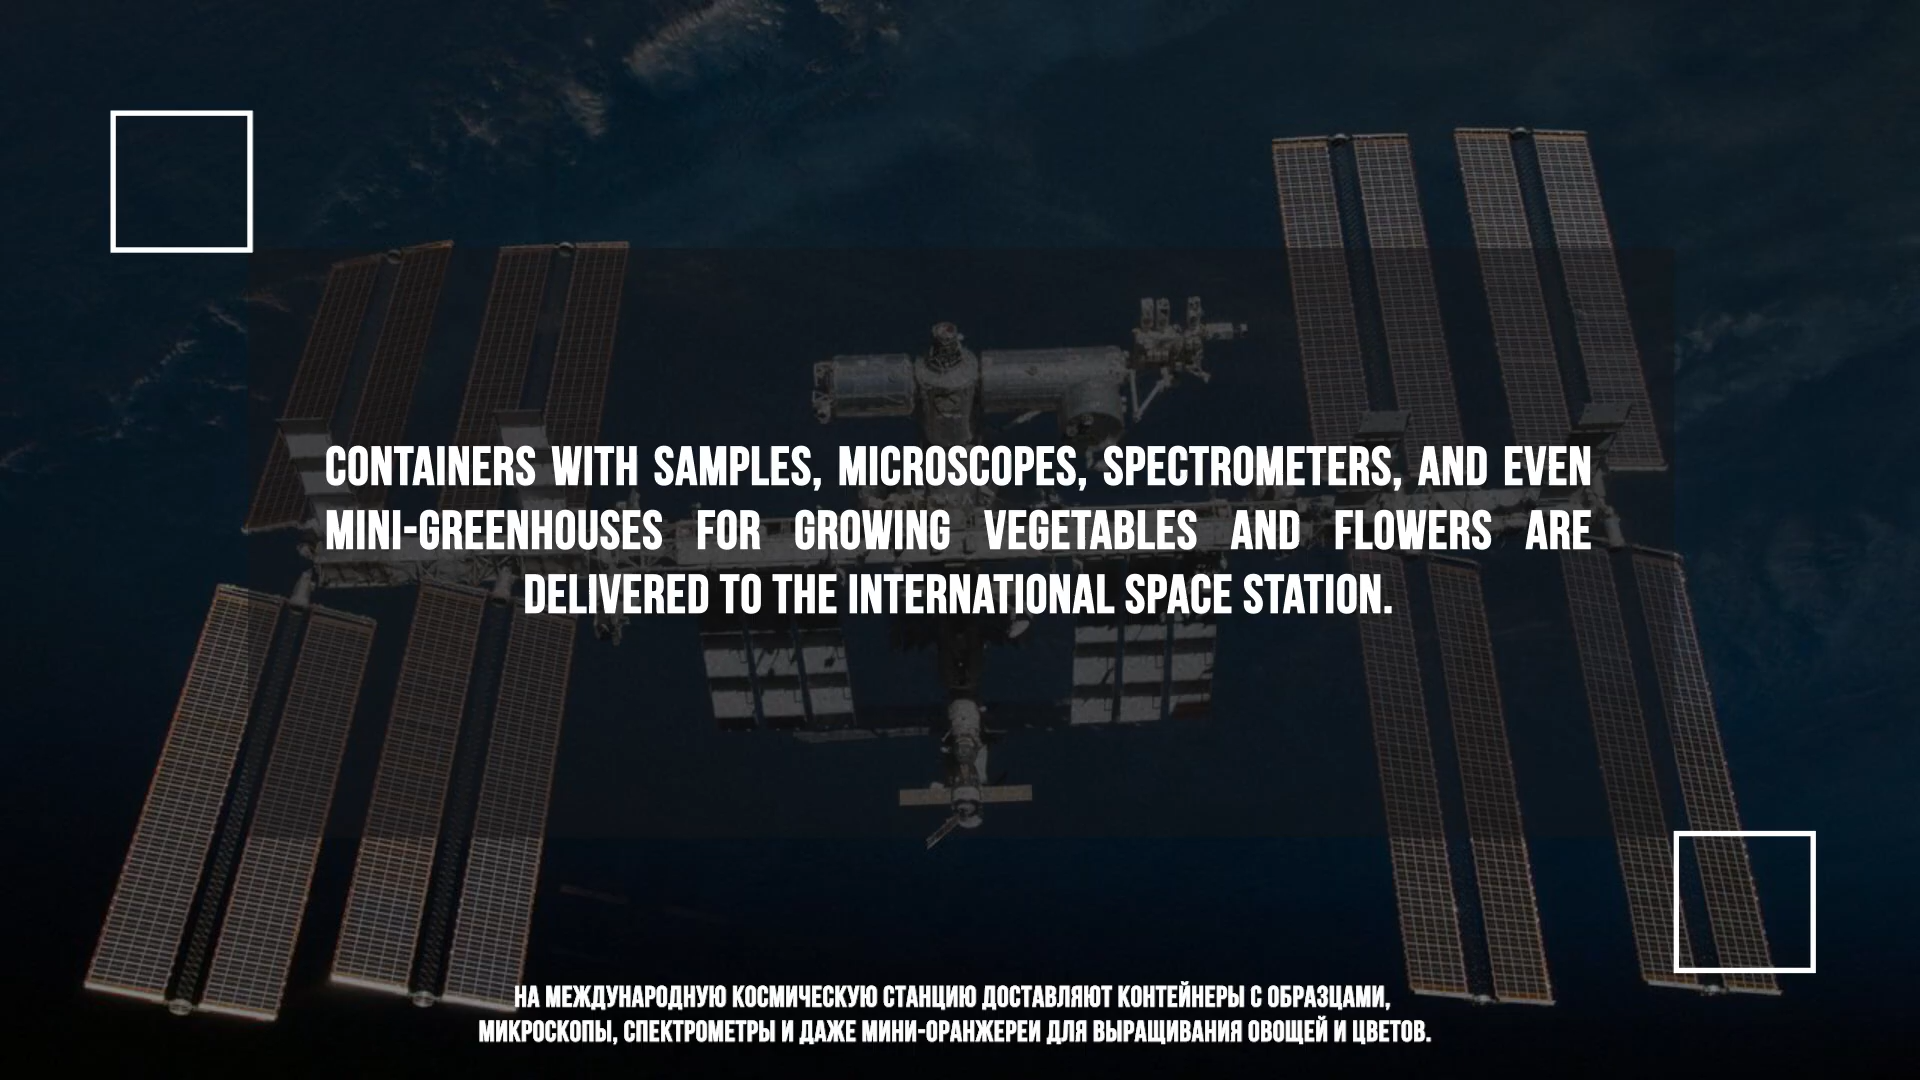 CONTAINERS WITH SAMPLES, MICROSCOPES, SPECTROMETERS, AND EVEN
MINI-GREENHOUSES FOR GROWING VEGETABLES AND FLOWERS ARE
DELIVERED TO THE INTERNATIONAL SPACE STATION.
НА МЕЖДУНАРОДНУЮ КОСМИЧЕСКУЮ СТАНЦИЮ ДОСТАВЛЯЮТ КОНТЕЙНЕРЫ С ОБРАЗЦАМИ,
МИКРОСКОПЫ, СПЕКТРОМЕТРЫ И ДАЖЕ МИНИ-ОРАНЖЕРЕИ ДЛЯ ВЫРАЩИВАНИЯ ОВОЩЕЙ И ЦВЕТОВ.